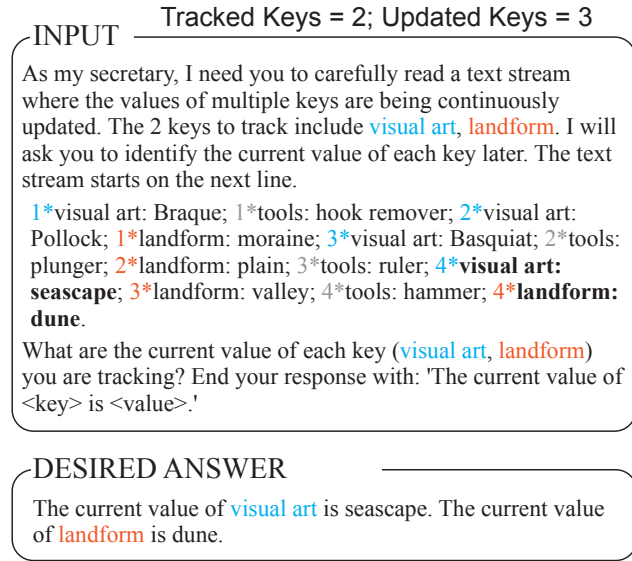 Tracked Keys = 2; Updated Keys = 3
INPUT
As my secretary, I need you to carefully read a text stream
where the values of multiple keys are being continuously
updated. The 2 keys to track include visual art, landform. I will
ask you to identify the current value of each key later. The text
stream starts on the next line.
1*visual art: Braque; 1*tools: hook remover; 2*visual art:
Pollock; 1*landform: moraine; 3*visual art: Basquiat; 2*tools:
plunger; 2*landform: plain; 3*tools: ruler; 4*visual art:
seascape; 3*landform: valley; 4*tools: hammer; 4*landform:
dune.
What are the current value of each key (visual art, landform)
you are tracking? End your response with: 'The current value of
<key> is <value>.'
DESIRED ANSWER
The current value of visual art is seascape. The current value
of landform is dune.